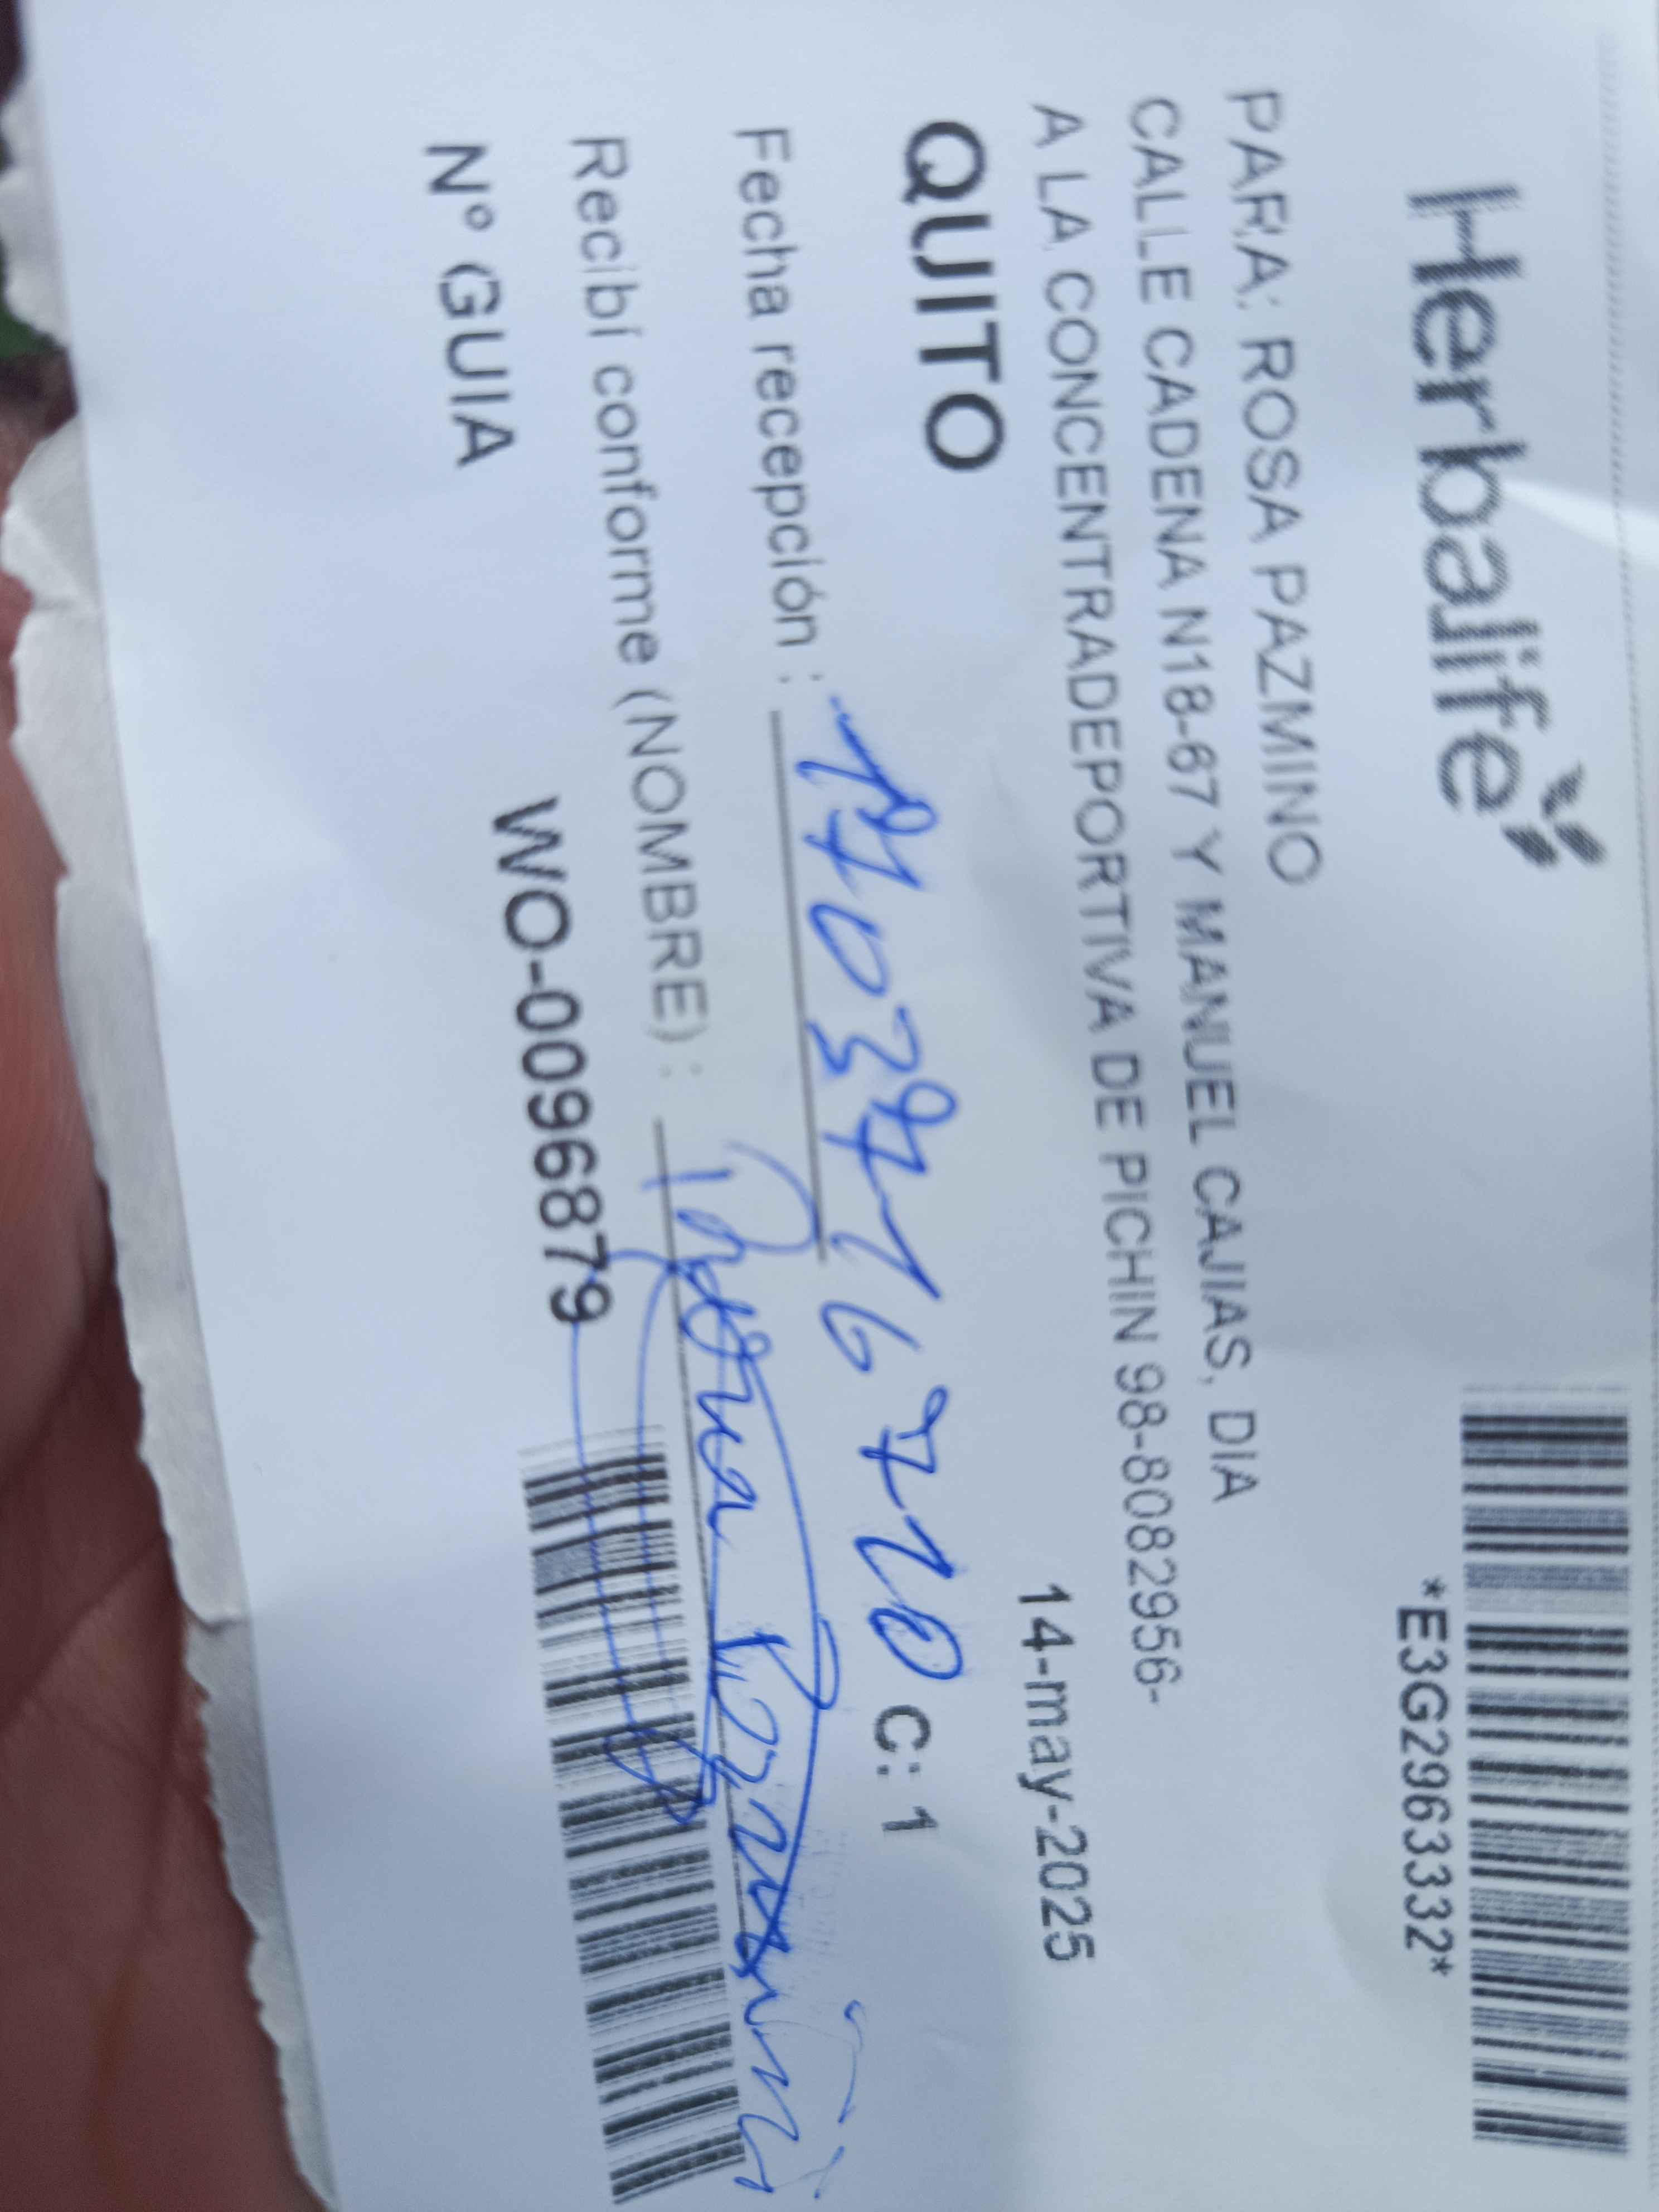 Herbalife
*E3G2963332*
PARA: ROSA PAZMINO
CALLE CADENA N18-67 Y MANUEL CAJIAS, DIA
A LA CONCENTRADEPORTIVA DE PICHIN 98-8082956-
14-may-2025
QUITO
C: 1
Fecha recepción :
Recibí conforme (NOMBRE) :
Nº GUIA WO-0096879